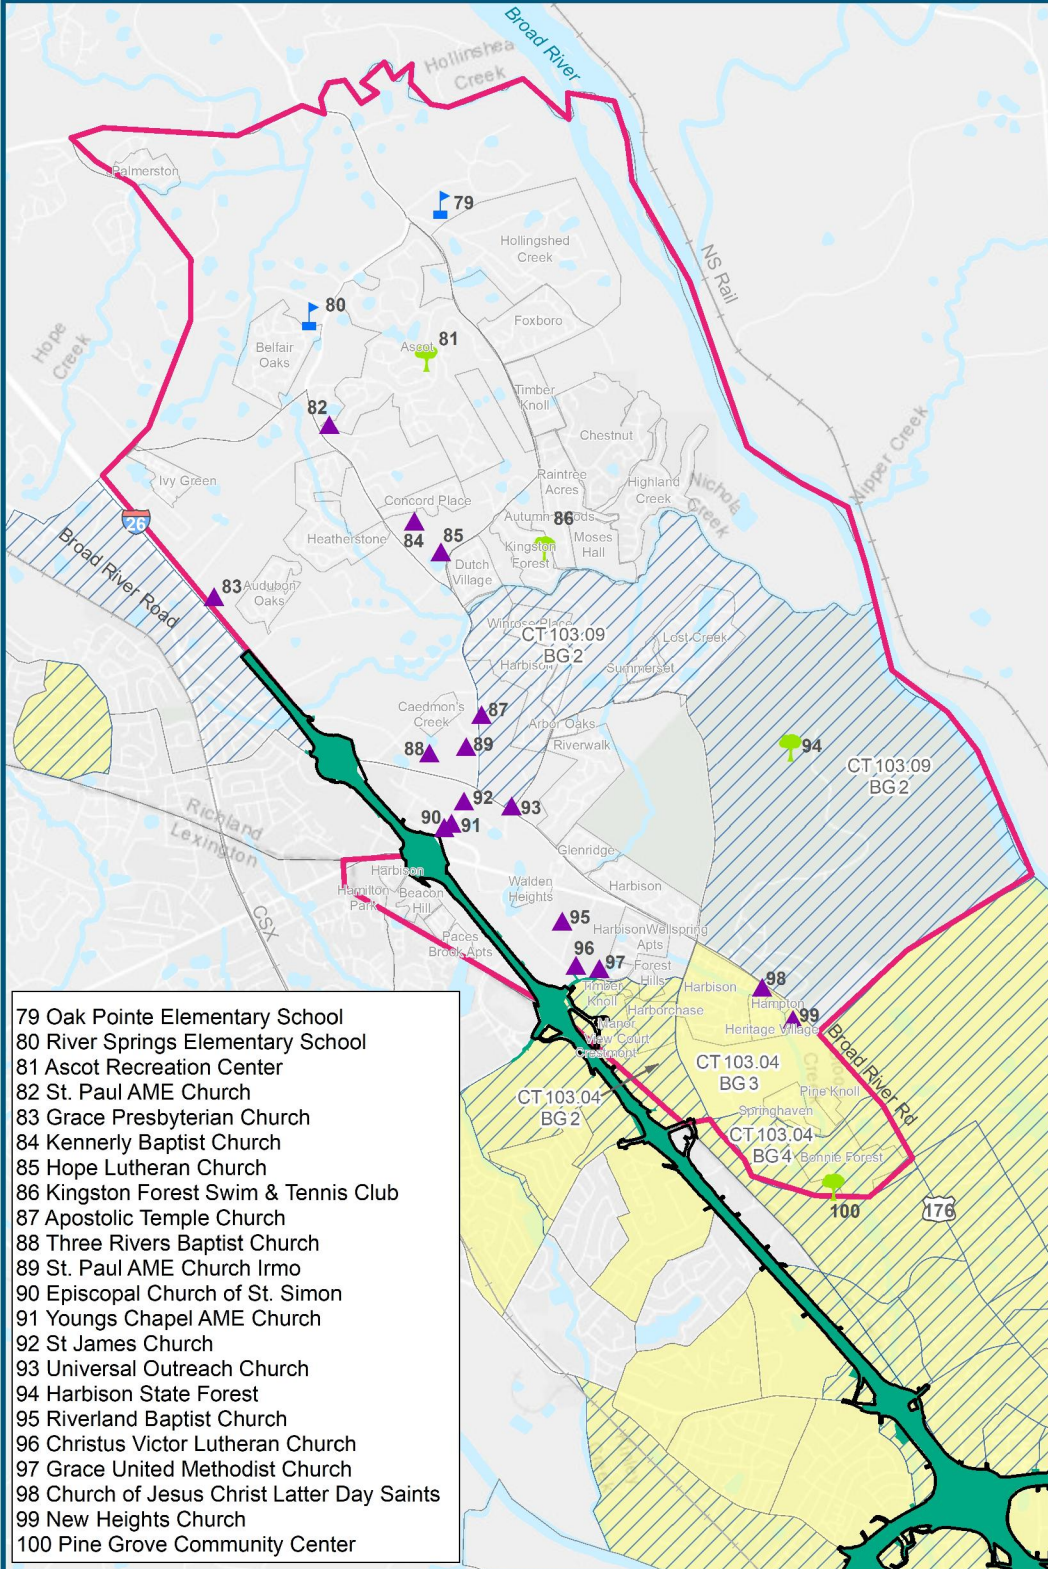 Broad River
Hollinshea
Creek
Palmerston
79
Hollingshed
Creek
NS Rail
80
Foxboro
Hope
Creek
Belfair
Oaks
Ascot
81
Timber
Knoll
82
Chestnut
Nipper Creek
Ivy Green
Raintree
Acres
Highland
Creek
Nichols
Creek
Concord Place
26
84
85
86
Heatherstone
Moses
Hall
Kingston
Forest
Dutch
Village
Broad River Road
83
Audubon
Oaks
Winrose Place
CT 103.09
BG 2
Lost Creek
Harbison
Summerset
Caedmon's
Creek
87
Arbor Oaks
Riverwalk
88
89
94
CT 103.09
BG 2
92
93
90
91
Richland
Lexington
Glenridge
Harbison
Hamilton
Park
Beacon
Hill
Walden
Heights
Harbison
CSX
Paces
Brook Apts
95
Harbison
Wellspring
Apts
96
97
Forest
Hills
98
Timber
Knoll
Harbison
Hampton
Harborchase
99
Manor
View Court
Heritage Village
Crestmont
Broad River Rd
CT 103.04
BG 3
CT 103.04
BG 2
Pine Knoll
Springhaven
CT 103.04
BG 4
Bonnie Forest
100
176
79 Oak Pointe Elementary School
80 River Springs Elementary School
81 Ascot Recreation Center
82 St. Paul AME Church
83 Grace Presbyterian Church
84 Kennerly Baptist Church
85 Hope Lutheran Church
86 Kingston Forest Swim & Tennis Club
87 Apostolic Temple Church
88 Three Rivers Baptist Church
89 St. Paul AME Church Irmo
90 Episcopal Church of St. Simon
91 Youngs Chapel AME Church
92 St James Church
93 Universal Outreach Church
94 Harbison State Forest
95 Riverland Baptist Church
96 Christus Victor Lutheran Church
97 Grace United Methodist Church
98 Church of Jesus Christ Latter Day Saints
99 New Heights Church
100 Pine Grove Community Center